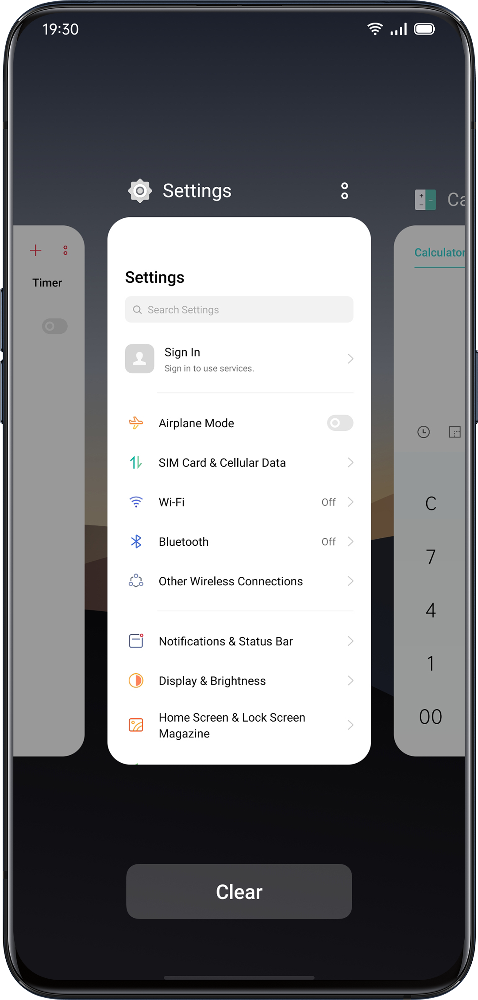 19:30
Settings
Timer
Settings
Search Settings
Sign In
Sign in to use services.
Airplane Mode
SIM Card & Cellular Data
Wi-Fi Off
Bluetooth Off
Other Wireless Connections
Notifications & Status Bar
Display & Brightness
Home Screen & Lock Screen
Magazine
Ca
Calculator
C
7
4
1
00
Clear